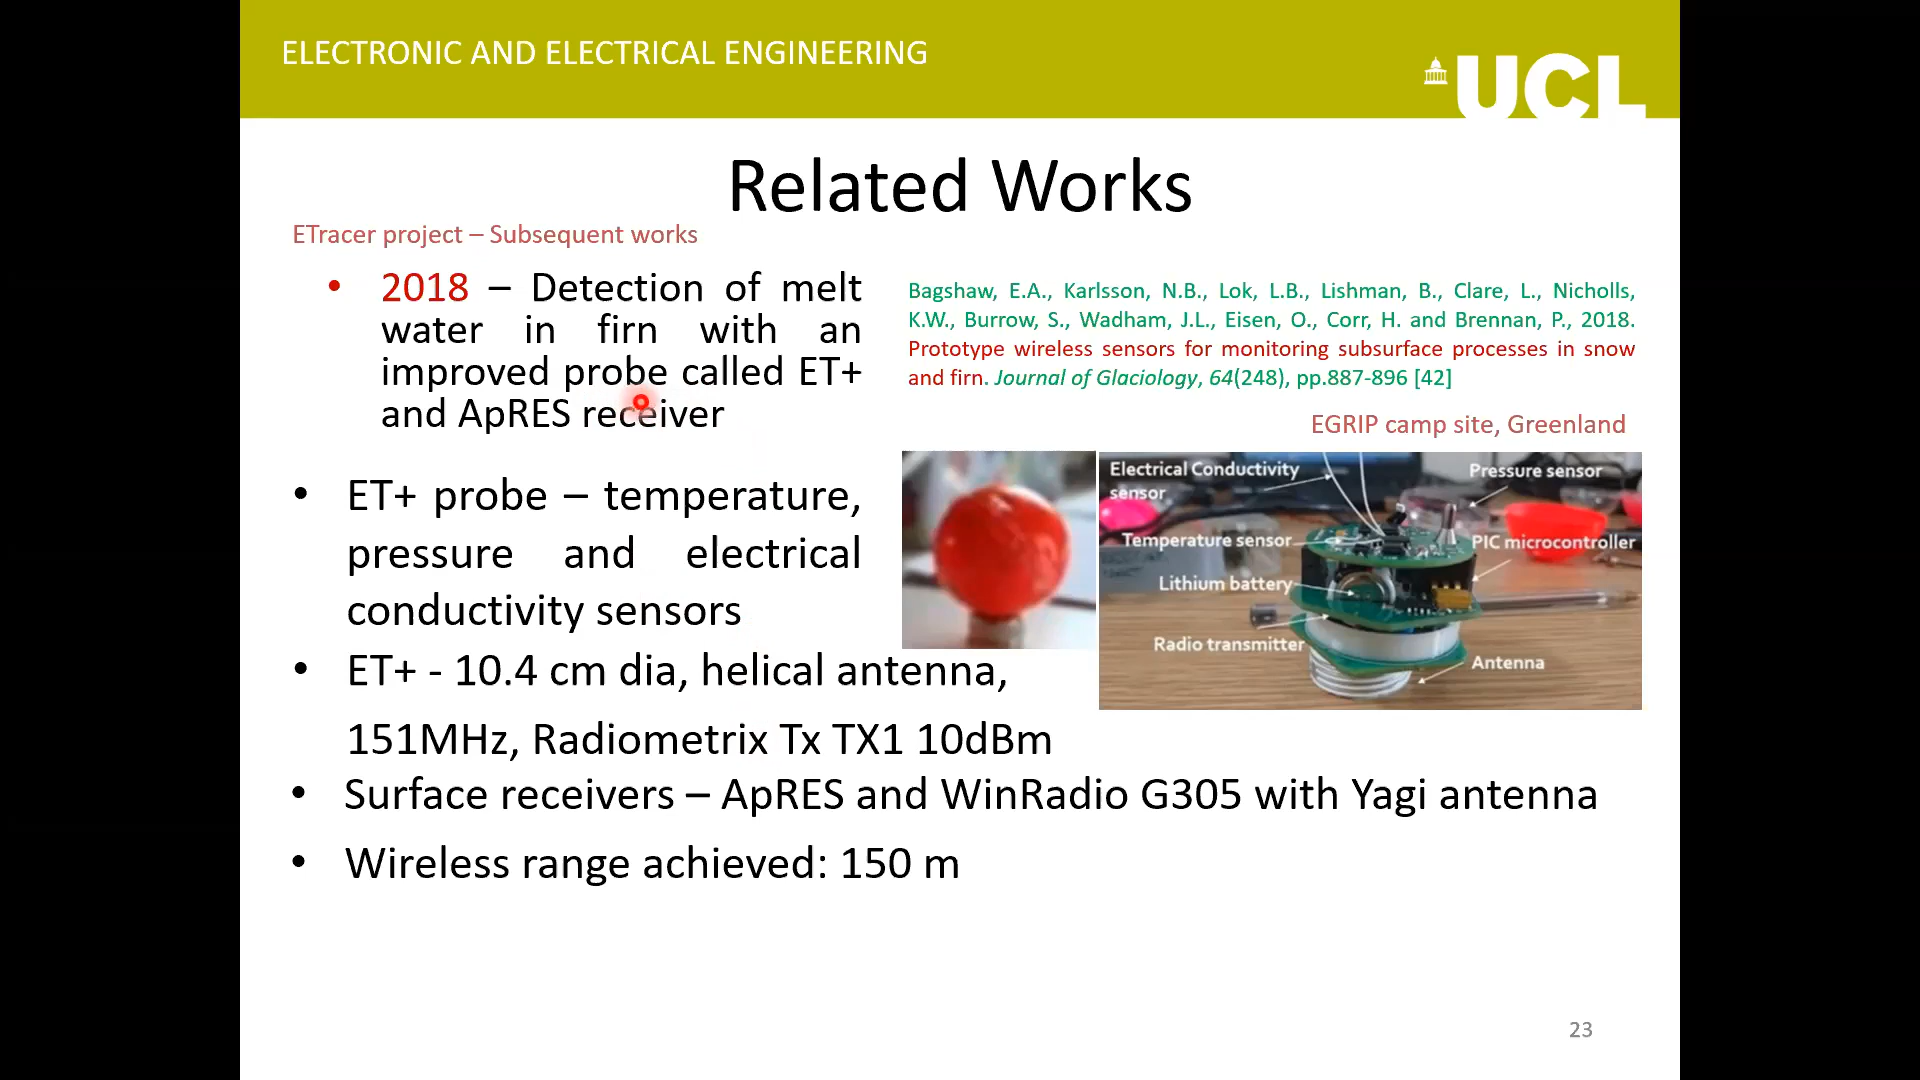 ELECTRONIC AND ELECTRICAL ENGINEERING
UCL
Related Works
ETracer project – Subsequent works
• 2018 – Detection of melt
water in firn with an
improved probe called ET+
and ApRES receiver
Bagshaw, E.A., Karlsson, N.B., Lok, L.B., Lishman, B., Clare, L., Nicholls,
K.W., Burrow, S., Wadham, J.L., Eisen, O., Corr, H. and Brennan, P., 2018.
Prototype wireless sensors for monitoring subsurface processes in snow
and firn. Journal of Glaciology, 64(248), pp.887-896 [42]
EGRIP camp site, Greenland
Electrical Conductivity
sensor
Pressure sensor
Temperature sensor
PIC microcontroller
Lithium battery
Radio transmitter
Antenna
• ET+ probe – temperature,
pressure and electrical
conductivity sensors
• ET+ - 10.4 cm dia, helical antenna,
151MHz, Radiometrix Tx TX1 10dBm
• Surface receivers – ApRES and WinRadio G305 with Yagi antenna
• Wireless range achieved: 150 m
23